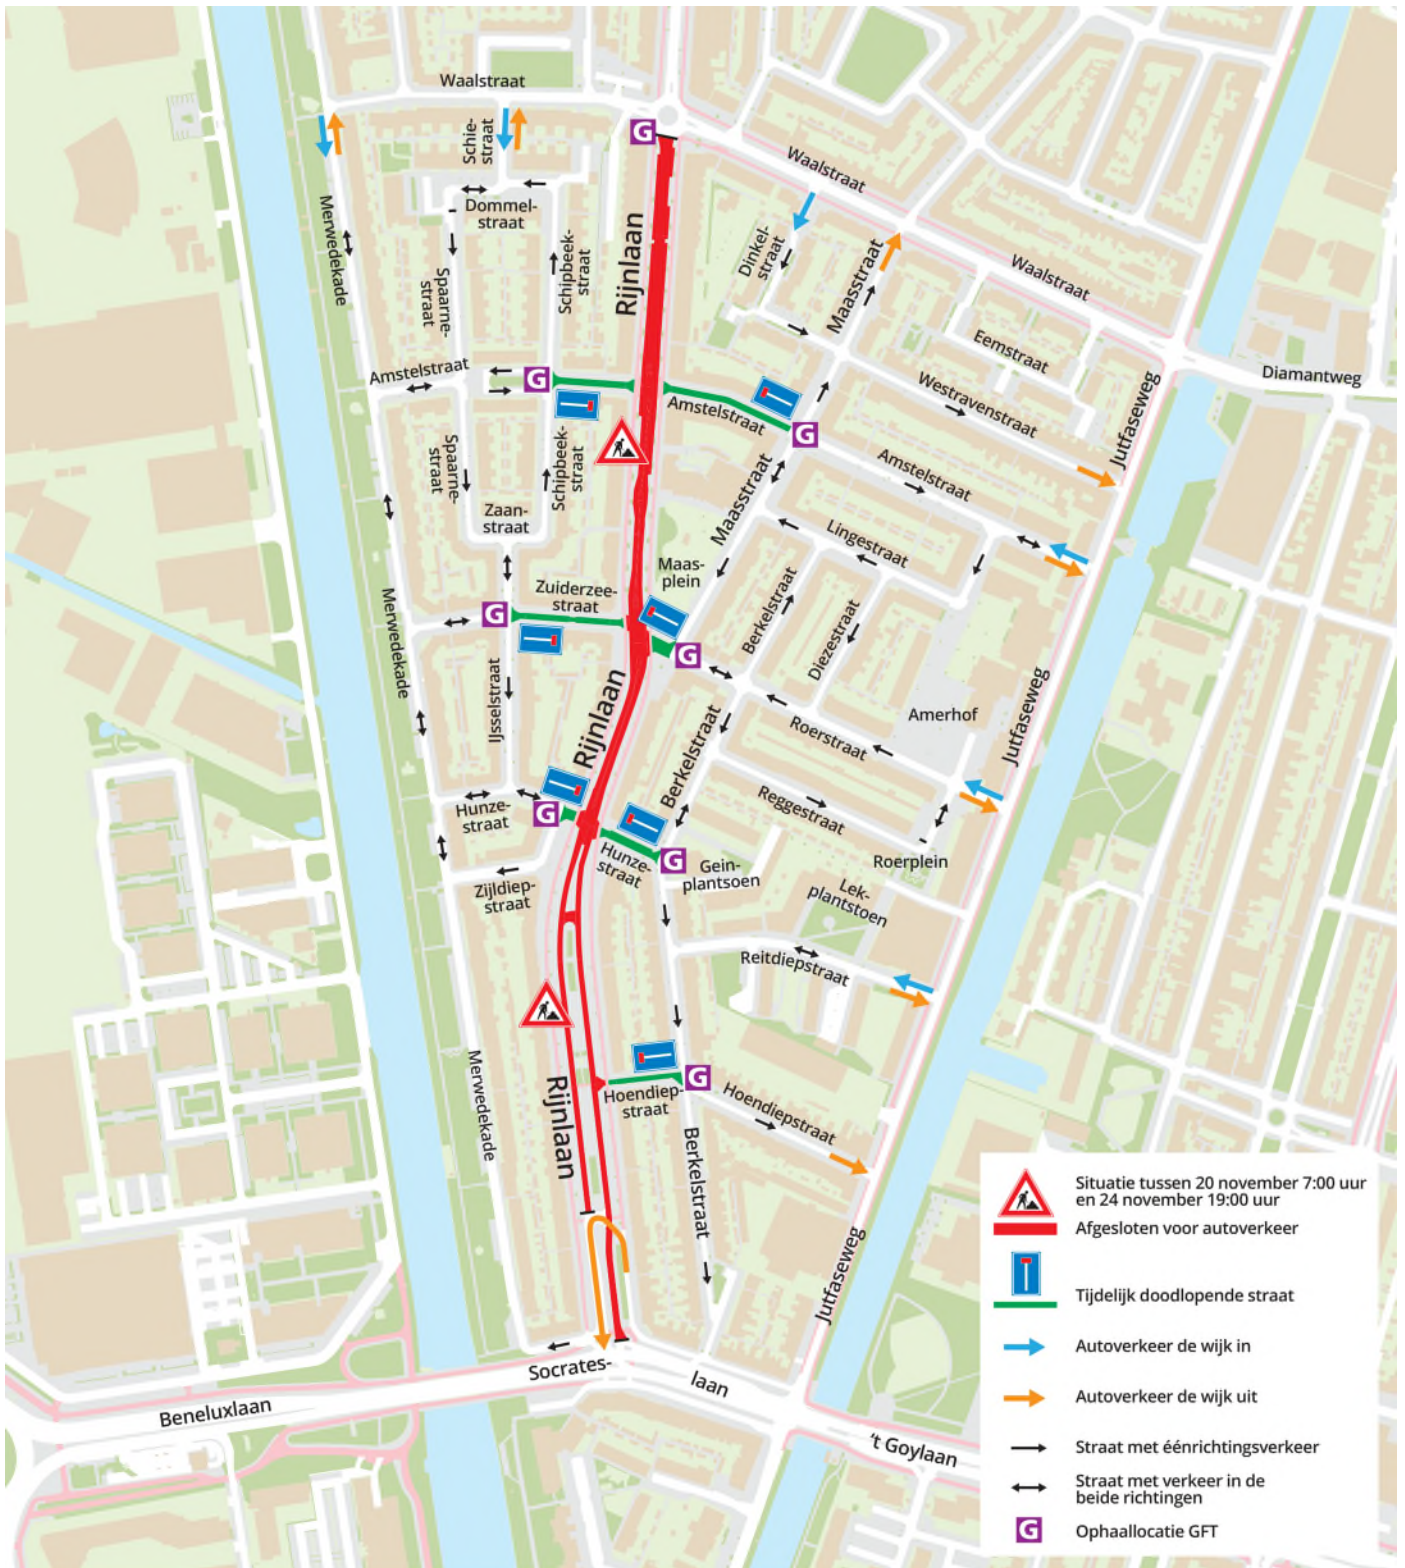 Waalstraat
G
Schie-
straat
Waalstraat
Dommel-
straat
Merwedekade
Rijnlaan
Dinkel-
straat
Maasstraat
Waalstraat
Schipbeek-
straat
Spaarne-
straat
Eemstraat
Amstelstraat
G
Diamantweg
Westravenstraat
Jutfaseweg
Amstelstraat
G
Spaarne-
straat
Schipbeek-
straat
Amstelstraat
Maasstraat
Zaan-
straat
Lingestraat
Maas-
plein
Zuiderzee-
straat
G
Merwedekade
Berkelstraat
Diezestraat
G
IJsselstraat
Rijnlaan
Jutfaseweg
Amerhof
Roerstraat
Berkelstraat
Hunze-
straat
G
Reggestraat
Hunze-
straat
G
Gein-
plantsoen
Roerplein
Zijldiep-
straat
Lek-
plantstoen
Reitdiepstraat
Merwedekade
Rijnlaan
Hoendiep-
straat
G
Hoendiepstraat
Berkelstraat
Jutfaseweg
Socrates-
laan
Beneluxlaan
't Goylaan
Situatie tussen 20 november 7:00 uur
en 24 november 19:00 uur
Afgesloten voor autoverkeer
Tijdelijk doodlopende straat
Autoverkeer de wijk in
Autoverkeer de wijk uit
Straat met éénrichtingsverkeer
Straat met verkeer in de
beide richtingen
G
Ophaallocatie GFT